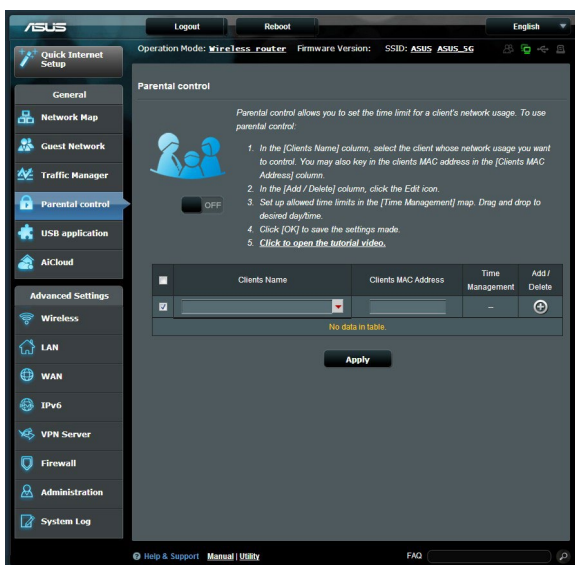 ASUS
Logout
Reboot
English
Quick Internet
Setup
Operation Mode: Wireless router Firmware Version: SSID: ASUS ASUS_5G
General
Network Map
Guest Network
Traffic Manager
Parental control
USB application
AiCloud
Advanced Settings
Wireless
LAN
WAN
IPv6
VPN Server
Firewall
Administration
System Log
Parental control
Parental control allows you to set the time limit for a client's network usage. To use
parental control:
1. In the [Clients Name] column, select the client whose network usage you want
to control. You may also key in the clients MAC address in the [Clients MAC
Address] column.
2. In the [Add / Delete] column, click the Edit icon.
3. Set up allowed time limits in the [Time Management] map. Drag and drop to
desired day/time.
4. Click [OK] to save the settings made.
5. Click to open the tutorial video.
OFF
Clients Name
Clients MAC Address
Time
Management
Add /
Delete
--
No data in table.
Apply
Help & Support Manual | Utility
FAQ